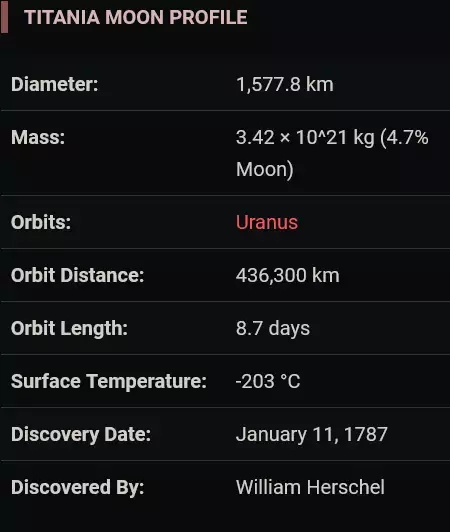 TITANIA MOON PROFILE
Diameter: 1,577.8 km
Mass: 3.42 × 10^21 kg (4.7%
Moon)
Orbits: Uranus
Orbit Distance: 436,300 km
Orbit Length: 8.7 days
Surface Temperature: -203 °C
Discovery Date: January 11, 1787
Discovered By: William Herschel